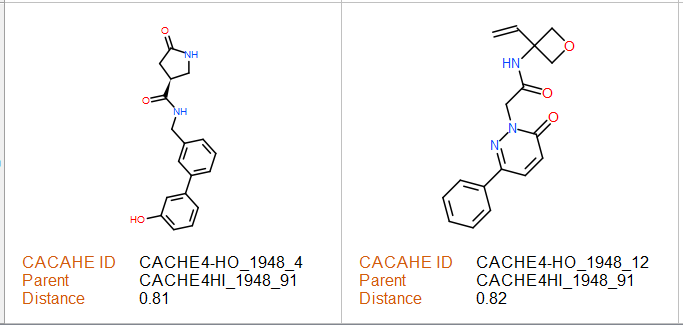 O
NH
O
NH
HO
O
HN
O
O
N
N
CACAHE ID CACHE4-HO_1948_4
Parent CACHE4HI_1948_91
Distance 0.81
CACAHE ID CACHE4-HO_1948_12
Parent CACHE4HI_1948_91
Distance 0.82